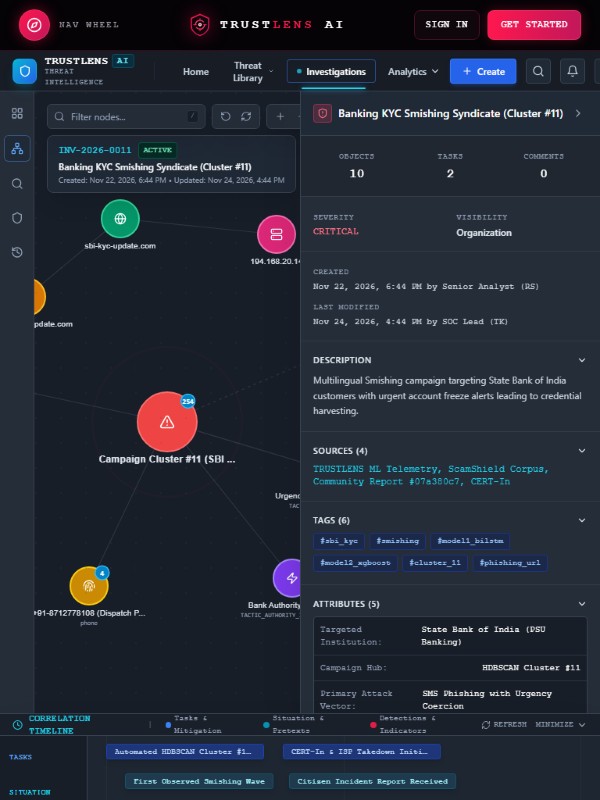 NAV WHEEL
TRUSTLENS AI
SIGN IN
GET STARTED
TRUSTLENS AI
THREAT
INTELLIGENCE
Home
Threat
Library
Investigations
Analytics
+ Create
Filter nodes...
/
INV-2026-0011
ACTIVE
Banking KYC Smishing Syndicate (Cluster #11)
Created: Nov 22, 2026, 6:44 PM • Updated: Nov 24, 2026, 4:44 PM
sbi-kyc-update.com
194.168.20.14
pdate.com
254
Campaign Cluster #11 (SBI ...
Urgenc
TAC
4
+91-8712778108 (Dispatch P...
phone
Bank Authority
TACTIC_AUTHORITY_I
Banking KYC Smishing Syndicate (Cluster #11)
OBJECTS
10
TASKS
2
COMMENTS
0
SEVERITY
CRITICAL
VISIBILITY
Organization
CREATED
Nov 22, 2026, 6:44 PM by Senior Analyst (RS)
LAST MODIFIED
Nov 24, 2026, 4:44 PM by SOC Lead (TK)
DESCRIPTION
Multilingual Smishing campaign targeting State Bank of India
customers with urgent account freeze alerts leading to credential
harvesting.
SOURCES (4)
TRUSTLENS ML Telemetry, ScamShield Corpus,
Community Report #07a380c7, CERT-In
TAGS (6)
#sbi_kyc
#smishing
#model1_bilstm
#model2_xgboost
#cluster_11
#phishing_url
ATTRIBUTES (5)
Targeted
Institution:
State Bank of India (PSU
Banking)
Campaign Hub:
HDBSCAN Cluster #11
Primary Attack
Vector:
SMS Phishing with Urgency
Coercion
CORRELATION
TIMELINE
Tasks &
Mitigation
Situation &
Pretexts
Detections &
Indicators
REFRESH
MINIMIZE
TASKS
Automated HDBSCAN Cluster #1...
CERT-In & ISP Takedown Initi...
SITUATION
First Observed Smishing Wave
Citizen Incident Report Received